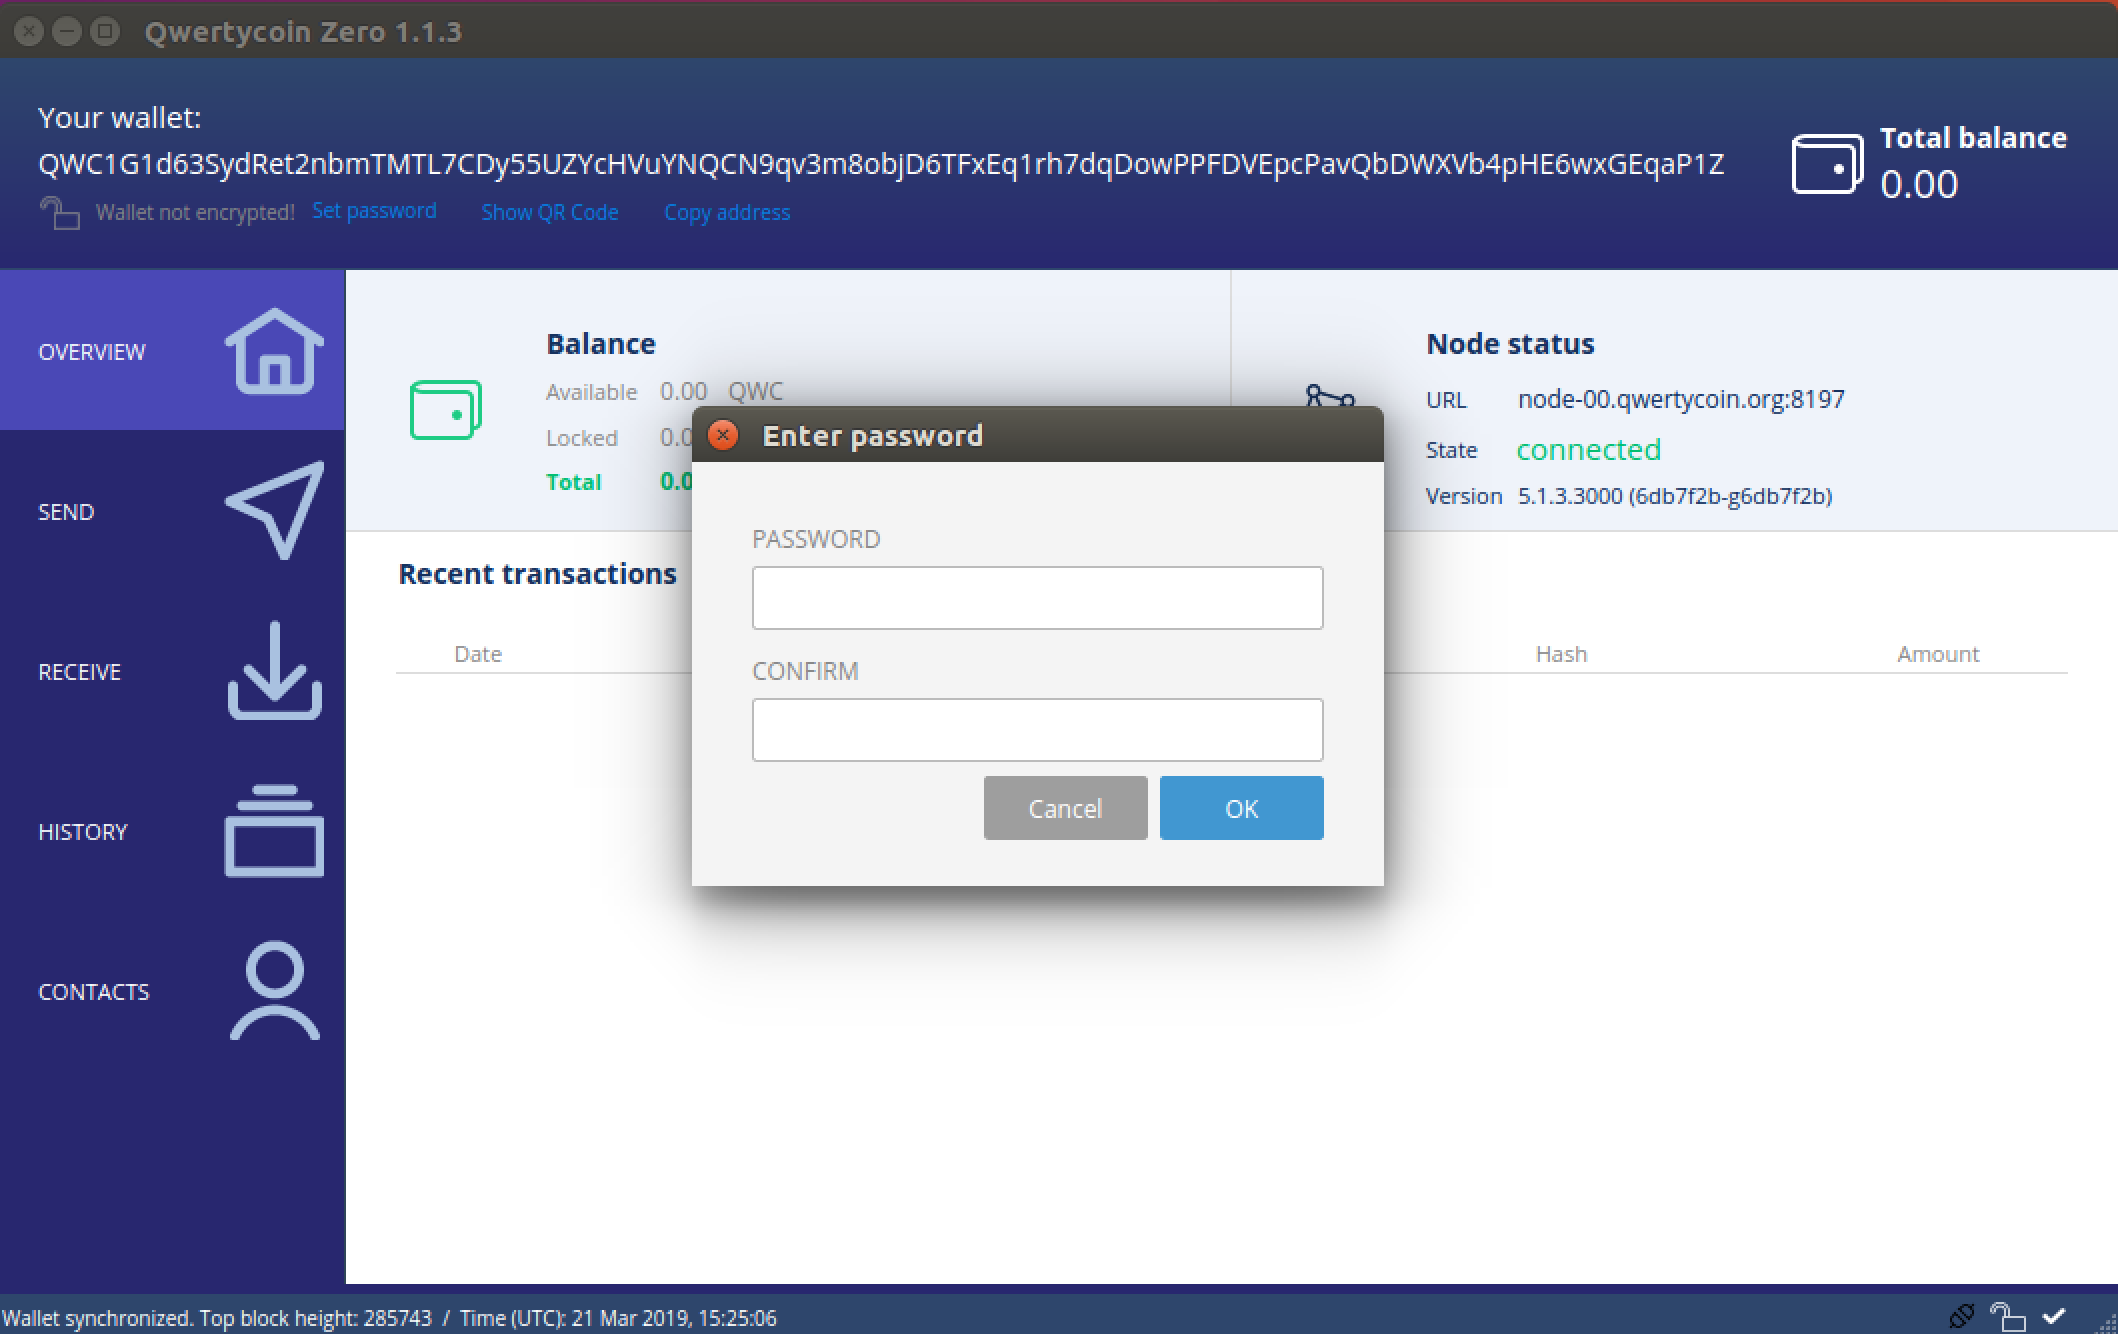 Qwertycoin Zero 1.1.3
Your wallet:
QWC1G1d63SydRet2nbmTMTL7CDy55UZYcHVuYNQCN9qv3m8objD6TFxEq1rh7dqDowPPFDVEpcPavQbDWXVb4pHE6wxGEqaP1Z
Wallet not encrypted! Set password Show QR Code Copy address
Total balance
0.00
OVERVIEW
SEND
RECEIVE
HISTORY
CONTACTS
Balance
Available 0.00 QWC
Locked 0.0
Total 0.0
Node status
URL node-00.qwertycoin.org:8197
State connected
Version 5.1.3.3000 (6db7f2b-g6db7f2b)
Recent transactions
Date Hash Amount
Enter password
PASSWORD
CONFIRM
Cancel OK
Wallet synchronized. Top block height: 285743 / Time (UTC): 21 Mar 2019, 15:25:06